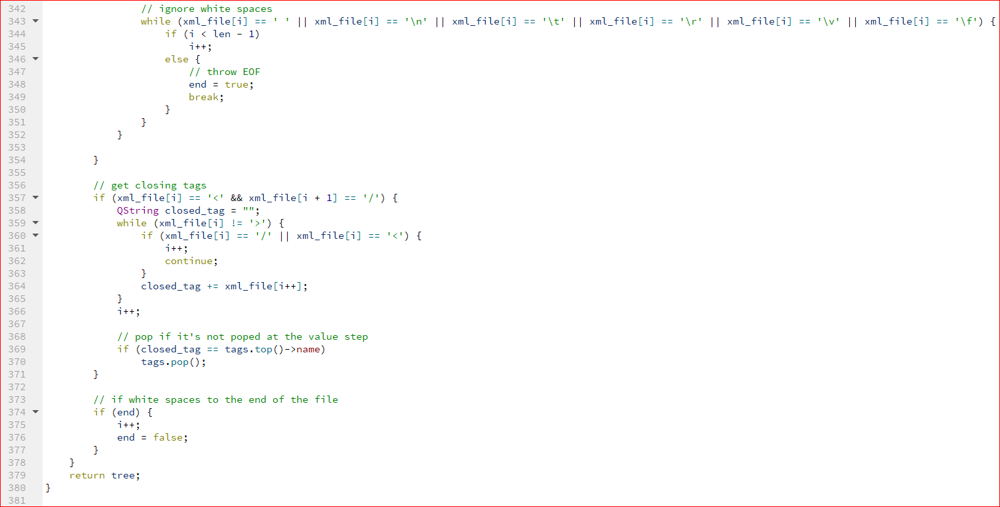 342                 // ignore white spaces
343                 while (xml_file[i] == ' ' || xml_file[i] == '\n' || xml_file[i] == '\t' || xml_file[i] == '\r' || xml_file[i] == '\v' || xml_file[i] == '\f') {
344                     if (i < len - 1)
345                         i++;
346                     else {
347                         // throw EOF
348                         end = true;
349                         break;
350                     }
351                 }
352             }
353
354         }
355
356         // get closing tags
357         if (xml_file[i] == '<' && xml_file[i + 1] == '/') {
358             QString closed_tag = "";
359             while (xml_file[i] != '>') {
360                 if (xml_file[i] == '/' || xml_file[i] == '<') {
361                     i++;
362                     continue;
363                 }
364                 closed_tag += xml_file[i++];
365             }
366             i++;
367
368             // pop if it's not poped at the value step
369             if (closed_tag == tags.top()->name)
370                 tags.pop();
371         }
372
373         // if white spaces to the end of the file
374         if (end) {
375             i++;
376             end = false;
377         }
378     }
379     return tree;
380 }
381